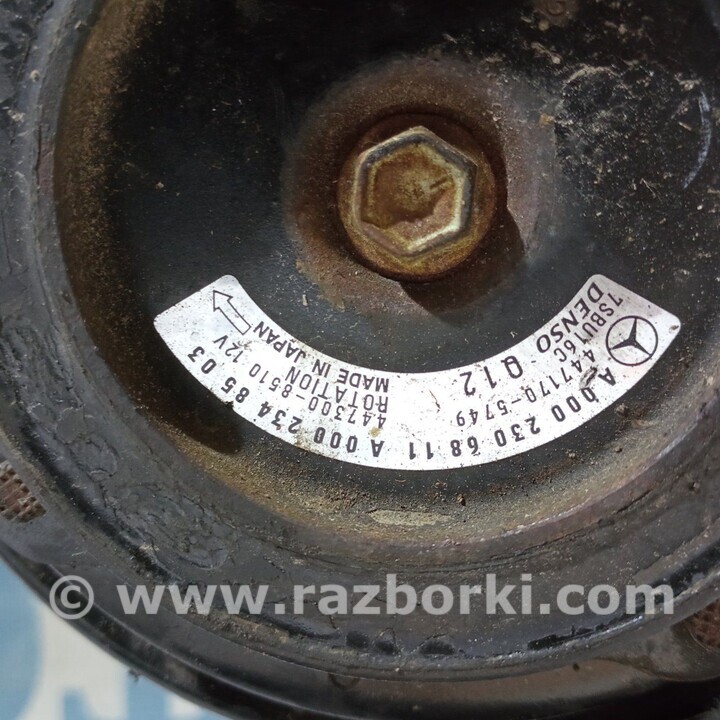 A 000 230 68 11 A 000 234 85 03
7SBU16C 447170-5749 447300-8510 12V
DENSO Q12 ROTATION
MADE IN JAPAN
© www.razborki.com